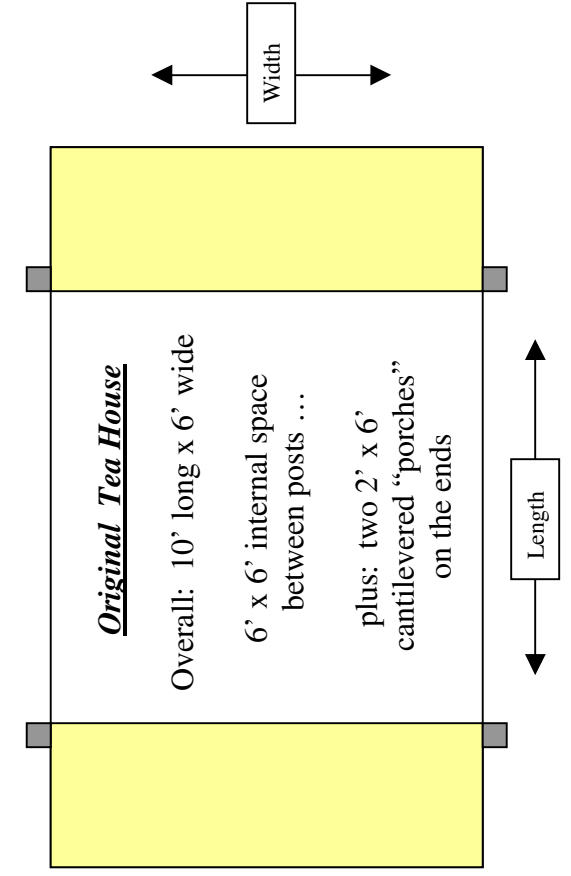 Original Tea House
Overall: 10’ long x 6’ wide
6’ x 6’ internal space
between posts …
plus: two 2’ x 6’
cantilevered “porches”
on the ends
Width
Length